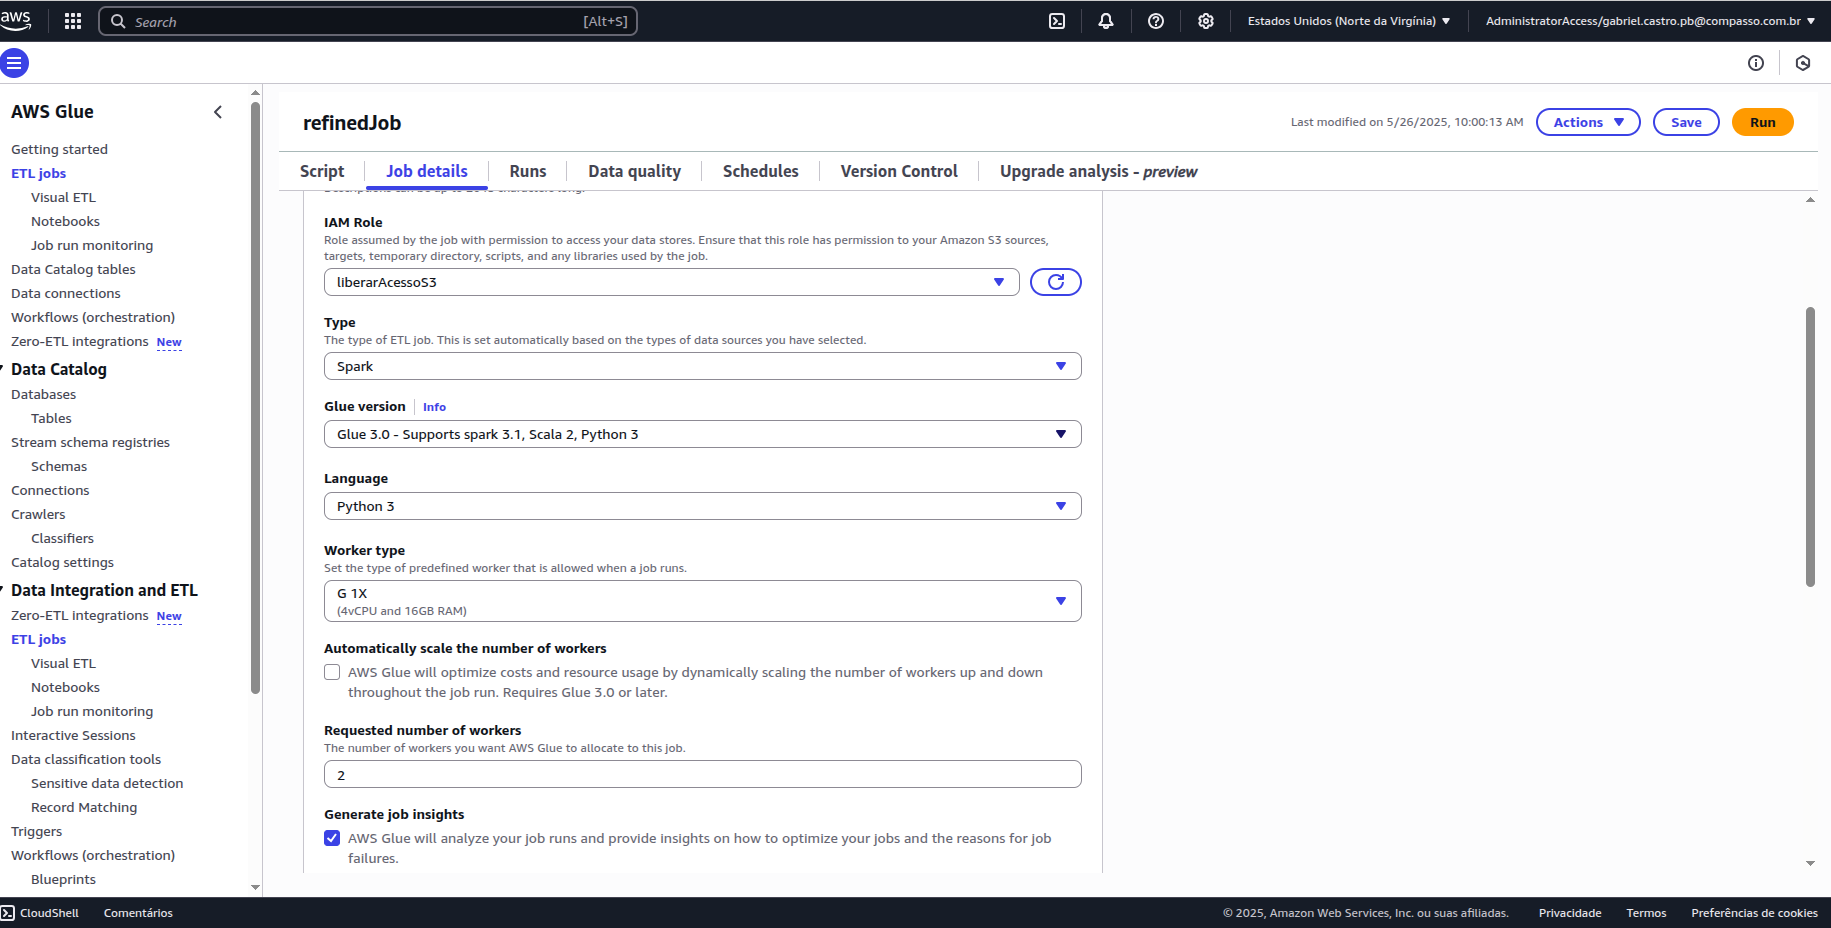 aws
Search
[Alt+S]
Estados Unidos (Norte da Virgínia)
AdministratorAccess/gabriel.castro.pb@compasso.com.br
AWS Glue
Getting started
ETL jobs
Visual ETL
Notebooks
Job run monitoring
Data Catalog tables
Data connections
Workflows (orchestration)
Zero-ETL integrations New
Data Catalog
Databases
Tables
Stream schema registries
Schemas
Connections
Crawlers
Classifiers
Catalog settings
Data Integration and ETL
Zero-ETL integrations New
ETL jobs
Visual ETL
Notebooks
Job run monitoring
Interactive Sessions
Data classification tools
Sensitive data detection
Record Matching
Triggers
Workflows (orchestration)
Blueprints
refinedJob
Last modified on 5/26/2025, 10:00:13 AM
Actions
Save
Run
Script
Job details
Runs
Data quality
Schedules
Version Control
Upgrade analysis - preview
IAM Role
Role assumed by the job with permission to access your data stores. Ensure that this role has permission to your Amazon S3 sources,
targets, temporary directory, scripts, and any libraries used by the job.
liberarAcessoS3
Type
The type of ETL job. This is set automatically based on the types of data sources you have selected.
Spark
Glue version
Info
Glue 3.0 - Supports spark 3.1, Scala 2, Python 3
Language
Python 3
Worker type
Set the type of predefined worker that is allowed when a job runs.
G 1X
(4vCPU and 16GB RAM)
Automatically scale the number of workers
AWS Glue will optimize costs and resource usage by dynamically scaling the number of workers up and down
throughout the job run. Requires Glue 3.0 or later.
Requested number of workers
The number of workers you want AWS Glue to allocate to this job.
2
Generate job insights
AWS Glue will analyze your job runs and provide insights on how to optimize your jobs and the reasons for job
failures.
CloudShell
Comentários
© 2025, Amazon Web Services, Inc. ou suas afiliadas.
Privacidade
Termos
Preferências de cookies